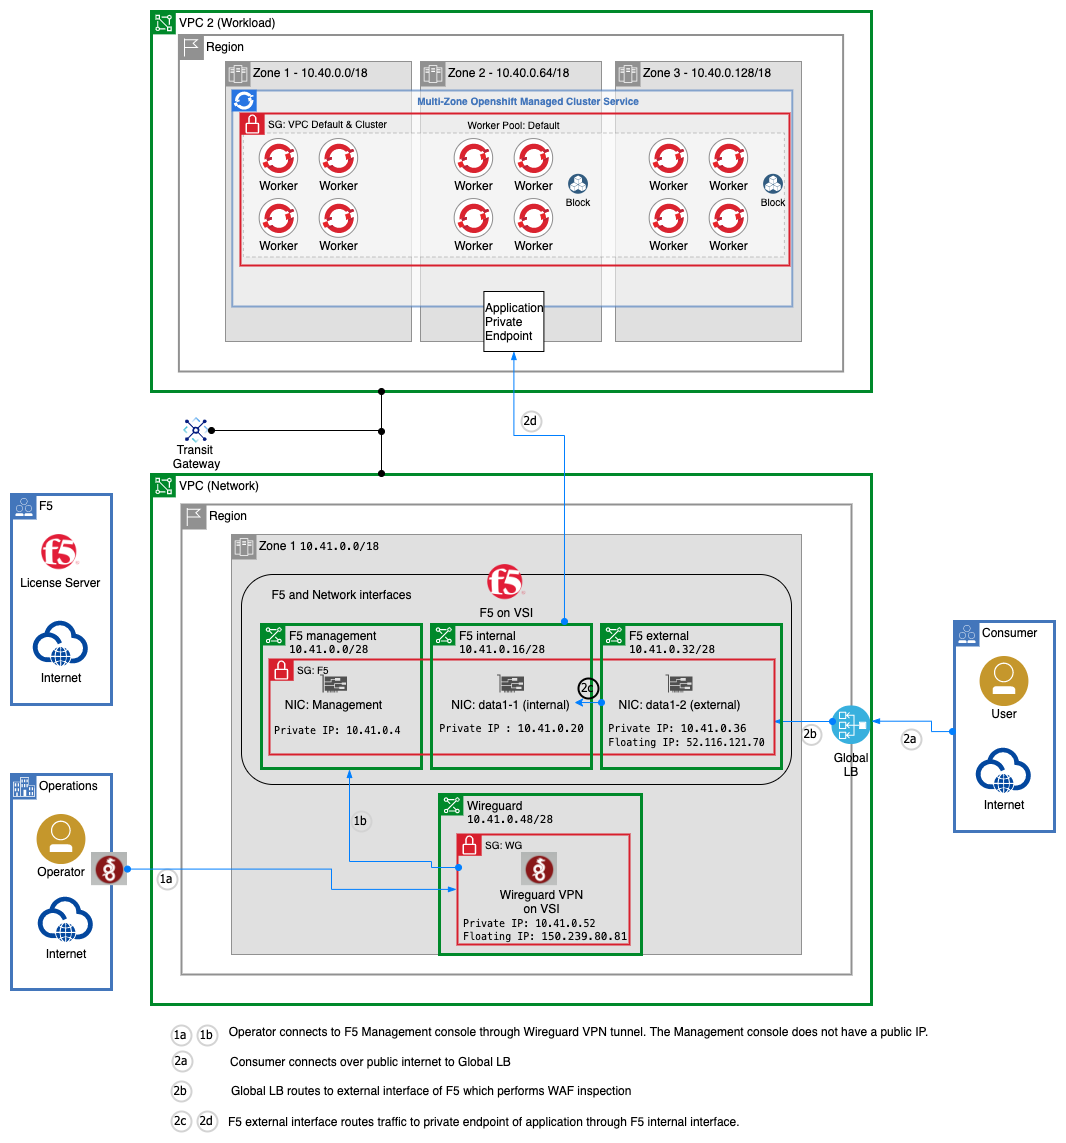 VPC 2 (Workload)
Region
Zone 1 - 10.40.0.0/18
Zone 2 - 10.40.0.64/18
Zone 3 - 10.40.0.128/18
Multi-Zone Openshift Managed Cluster Service
SG: VPC Default & Cluster
Worker Pool: Default
Worker
Worker
Worker
Worker
Worker
Worker
Block
Block
Worker
Worker
Worker
Worker
Worker
Worker
Application
Private
Endpoint
2d
Transit
Gateway
VPC (Network)
F5
License Server
Internet
Region
Zone 1 10.41.0.0/18
f5
f5
F5 and Network interfaces
F5 on VSI
F5 management
10.41.0.0/28
F5 internal
10.41.0.16/28
F5 external
10.41.0.32/28
SG: F5
NIC: Management
Private IP: 10.41.0.4
NIC: data1-1 (internal)
Private IP : 10.41.0.20
2c
NIC: data1-2 (external)
Private IP: 10.41.0.36
Floating IP: 52.116.121.70
2b
Global
LB
2a
Consumer
User
Internet
Operations
Operator
Internet
1a
1b
Wireguard
10.41.0.48/28
SG: WG
Wireguard VPN
on VSI
Private IP: 10.41.0.52
Floating IP: 150.239.80.81
1a 1b Operator connects to F5 Management console through Wireguard VPN tunnel. The Management console does not have a public IP.
2a Consumer connects over public internet to Global LB
2b Global LB routes to external interface of F5 which performs WAF inspection
2c 2d F5 external interface routes traffic to private endpoint of application through F5 internal interface.